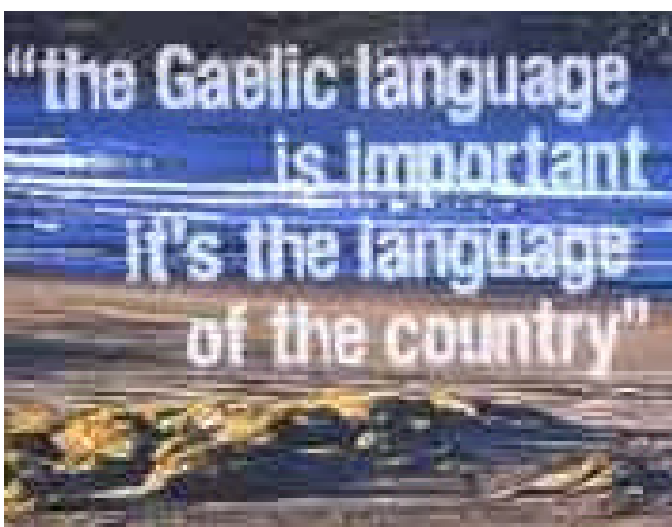 “the Gaelic language
is important
it's the language
of the country”